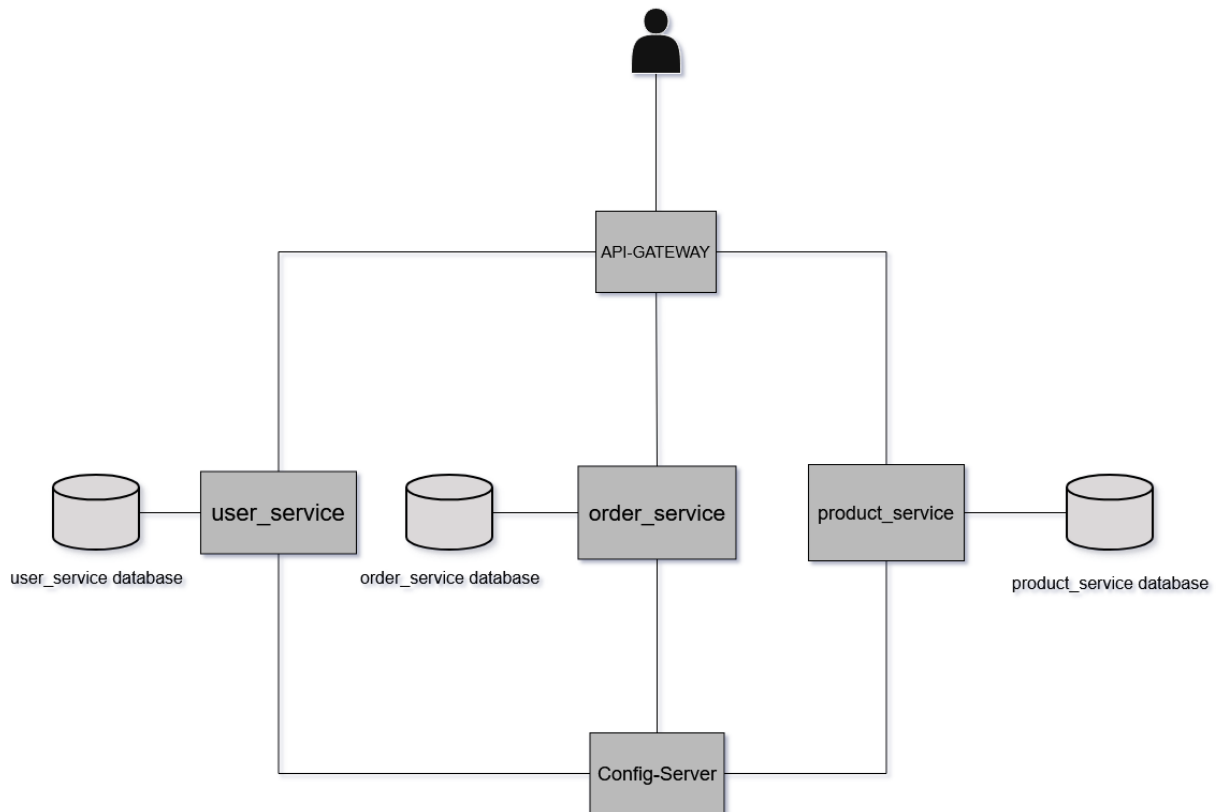 API-GATEWAY
user_service
order_service
product_service
user_service database
order_service database
product_service database
Config-Server